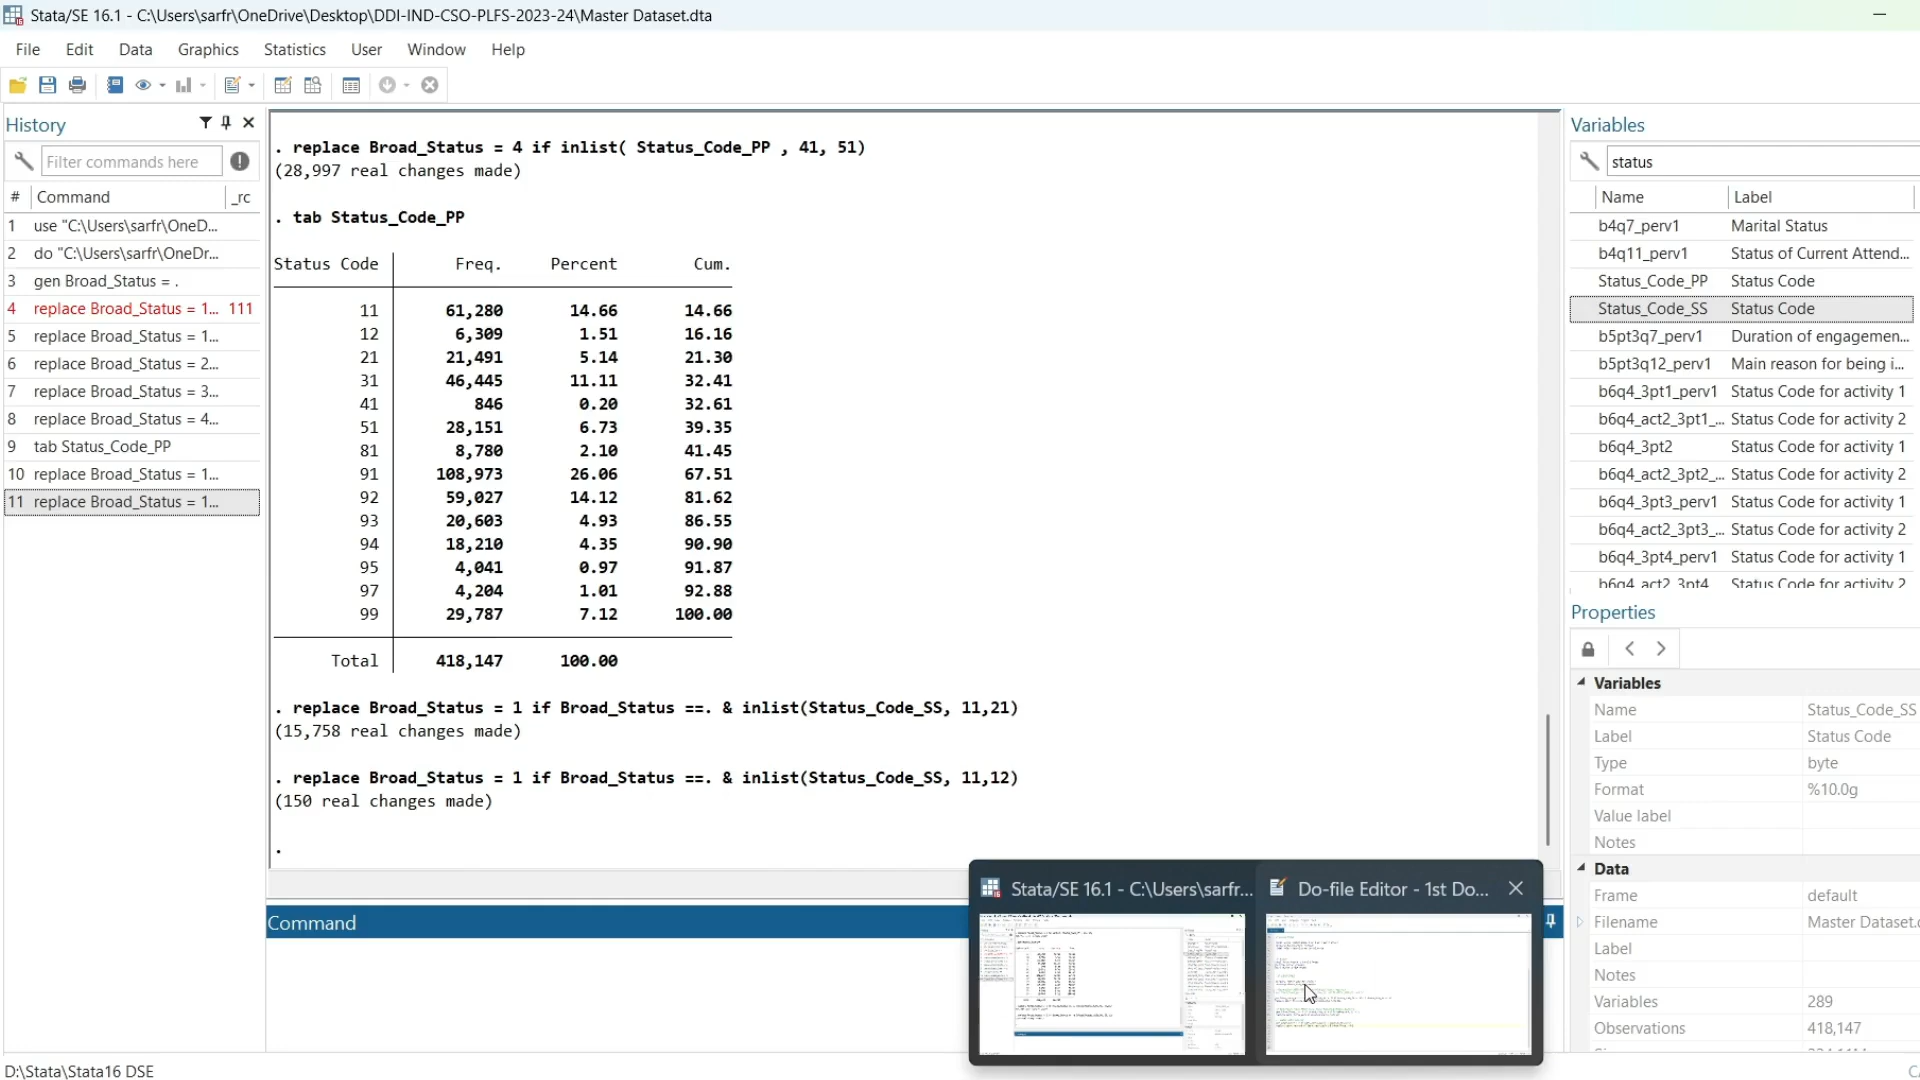 Stata/SE 16.1 - C:\Users\sarfr\OneDrive\Desktop\DDI-IND-CSO-PLFS-2023-24\Master Dataset.dta
File Edit Data Graphics Statistics User Window Help
History
Filter commands here
# Command _rc
1 use "C:\Users\sarfr\OneD...
2 do "C:\Users\sarfr\OneDr...
3 gen Broad_Status = .
4 replace Broad_Status = 1... 111
5 replace Broad_Status = 1...
6 replace Broad_Status = 2...
7 replace Broad_Status = 3...
8 replace Broad_Status = 4...
9 tab Status_Code_PP
10 replace Broad_Status = 1...
11 replace Broad_Status = 1...
. replace Broad_Status = 4 if inlist( Status_Code_PP , 41, 51)
(28,997 real changes made)
. tab Status_Code_PP
Status Code Freq. Percent Cum.
11 61,280 14.66 14.66
12 6,309 1.51 16.16
21 21,491 5.14 21.30
31 46,445 11.11 32.41
41 846 0.20 32.61
51 28,151 6.73 39.35
81 8,780 2.10 41.45
91 108,973 26.06 67.51
92 59,027 14.12 81.62
93 20,603 4.93 86.55
94 18,210 4.35 90.90
95 4,041 0.97 91.87
97 4,204 1.01 92.88
99 29,787 7.12 100.00
Total 418,147 100.00
. replace Broad_Status = 1 if Broad_Status ==. & inlist(Status_Code_SS, 11,21)
(15,758 real changes made)
. replace Broad_Status = 1 if Broad_Status ==. & inlist(Status_Code_SS, 11,12)
(150 real changes made)
.
Command
Stata/SE 16.1 - C:\Users\sarfr...
Do-file Editor - 1st Do...
Variables
status
Name Label
b4q7_perv1 Marital Status
b4q11_perv1 Status of Current Attend...
Status_Code_PP Status Code
Status_Code_SS Status Code
b5pt3q7_perv1 Duration of engagemen...
b5pt3q12_perv1 Main reason for being i...
b6q4_3pt1_perv1 Status Code for activity 1
b6q4_act2_3pt1_... Status Code for activity 2
b6q4_3pt2 Status Code for activity 1
b6q4_act2_3pt2_... Status Code for activity 2
b6q4_3pt3_perv1 Status Code for activity 1
b6q4_act2_3pt3_... Status Code for activity 2
b6q4_3pt4_perv1 Status Code for activity 1
b6q4_act2_3pt4 Status Code for activity 2
Properties
Variables
Name Status_Code_SS
Label Status Code
Type byte
Format %10.0g
Value label
Notes
Data
Frame default
Filename Master Dataset.
Label
Notes
Variables 289
Observations 418,147
D:\Stata\Stata16 DSE